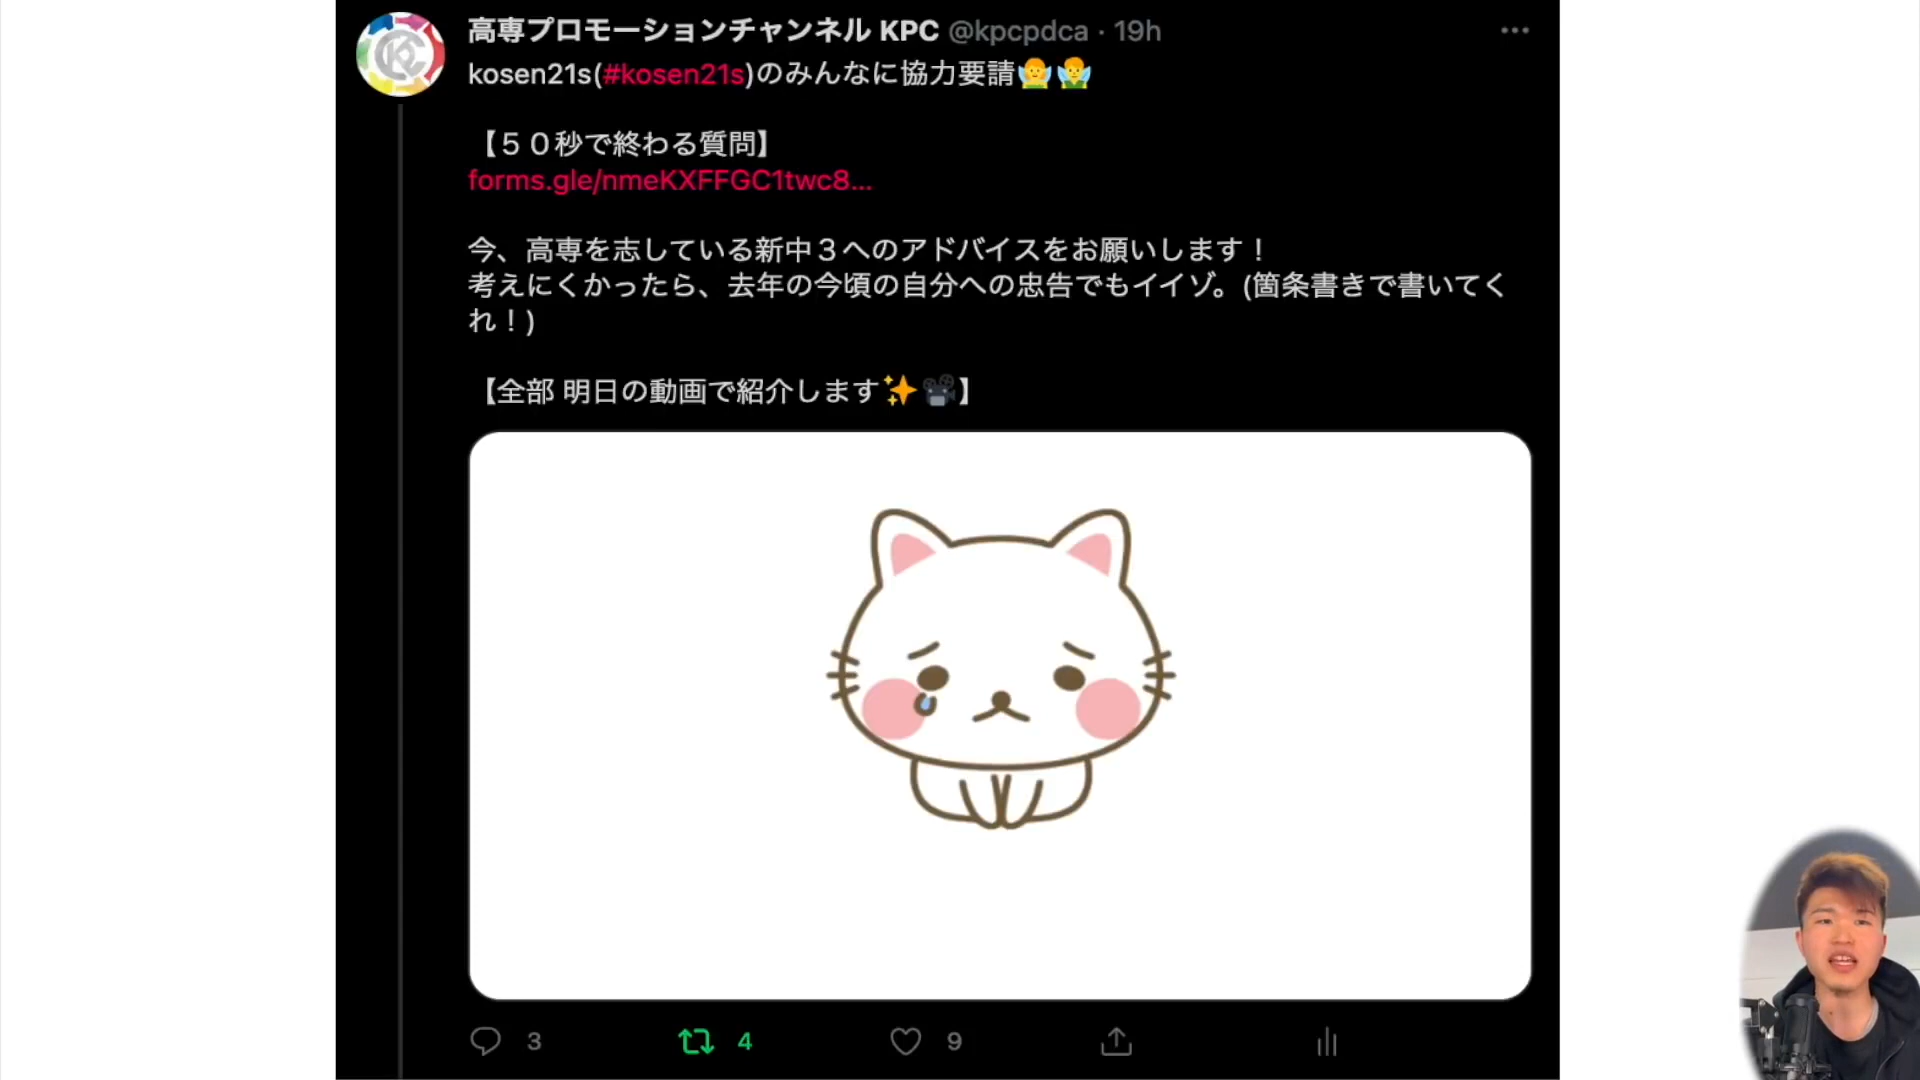 高専プロモーションチャンネル KPC @kpcpdca · 19h
kosen21s(#kosen21s)のみんなに協力要請
【５０秒で終わる質問】
forms.gle/nmeKXFFGC1twc8...
今、高専を志している新中３へのアドバイスをお願いします！
考えにくかったら、去年の今頃の自分への忠告でもイイゾ。(箇条書きで書いてく
れ！)
【全部 明日の動画で紹介します✨🎥】
3 4 9